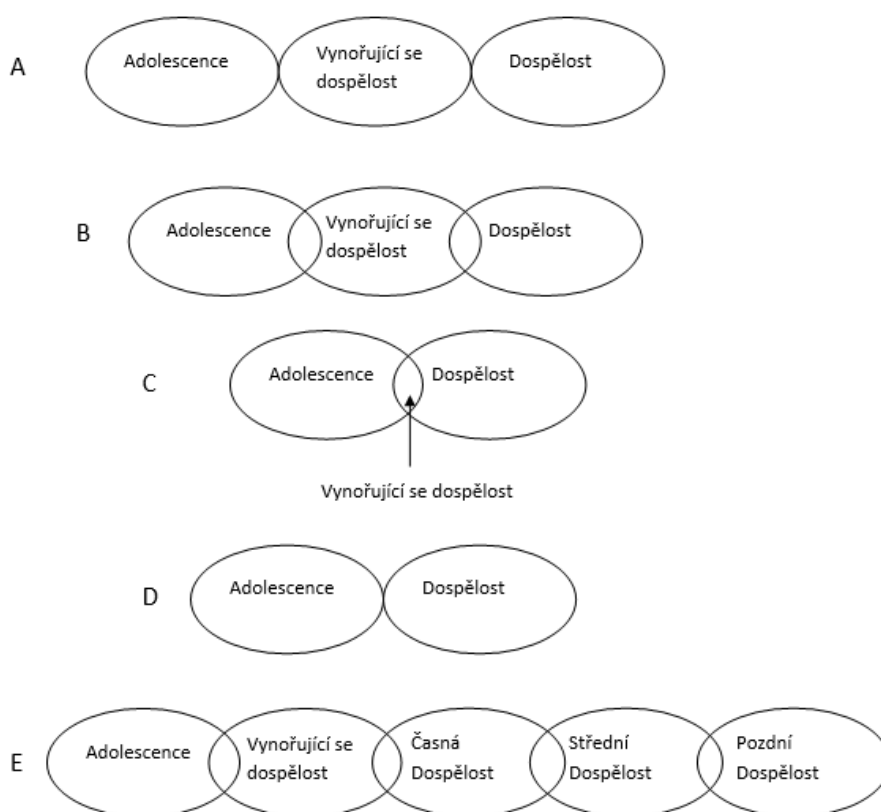 A
Adolescence
Vynořující se
dospělost
Dospělost
B
Adolescence
Vynořující se
dospělost
Dospělost
C
Adolescence
Dospělost
Vynořující se dospělost
D
Adolescence
Dospělost
E
Adolescence
Vynořující se
dospělost
Časná
Dospělost
Střední
Dospělost
Pozdní
Dospělost